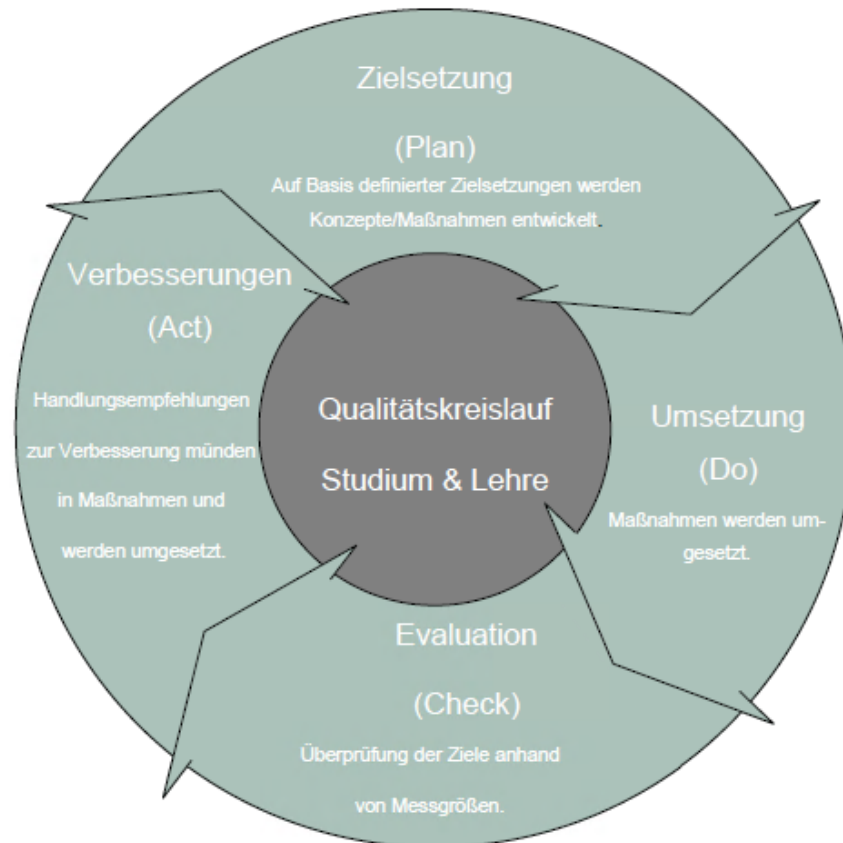 Zielsetzung
(Plan)
Auf Basis definierter Zielsetzungen werden
Konzepte/Maßnahmen entwickelt.
Umsetzung
(Do)
Maßnahmen werden um-
gesetzt.
Evaluation
(Check)
Überprüfung der Ziele anhand
von Messgrößen.
Verbesserungen
(Act)
Handlungsempfehlungen
zur Verbesserung münden
in Maßnahmen und
werden umgesetzt.
Qualitätskreislauf
Studium & Lehre